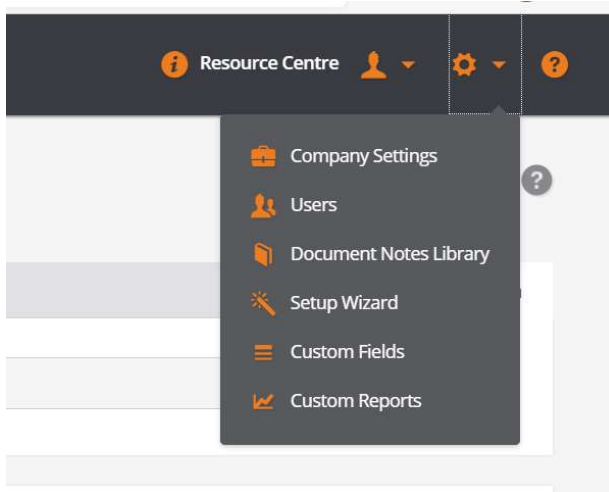 Resource Centre
?
?
Company Settings
Users
Document Notes Library
Setup Wizard
Custom Fields
Custom Reports